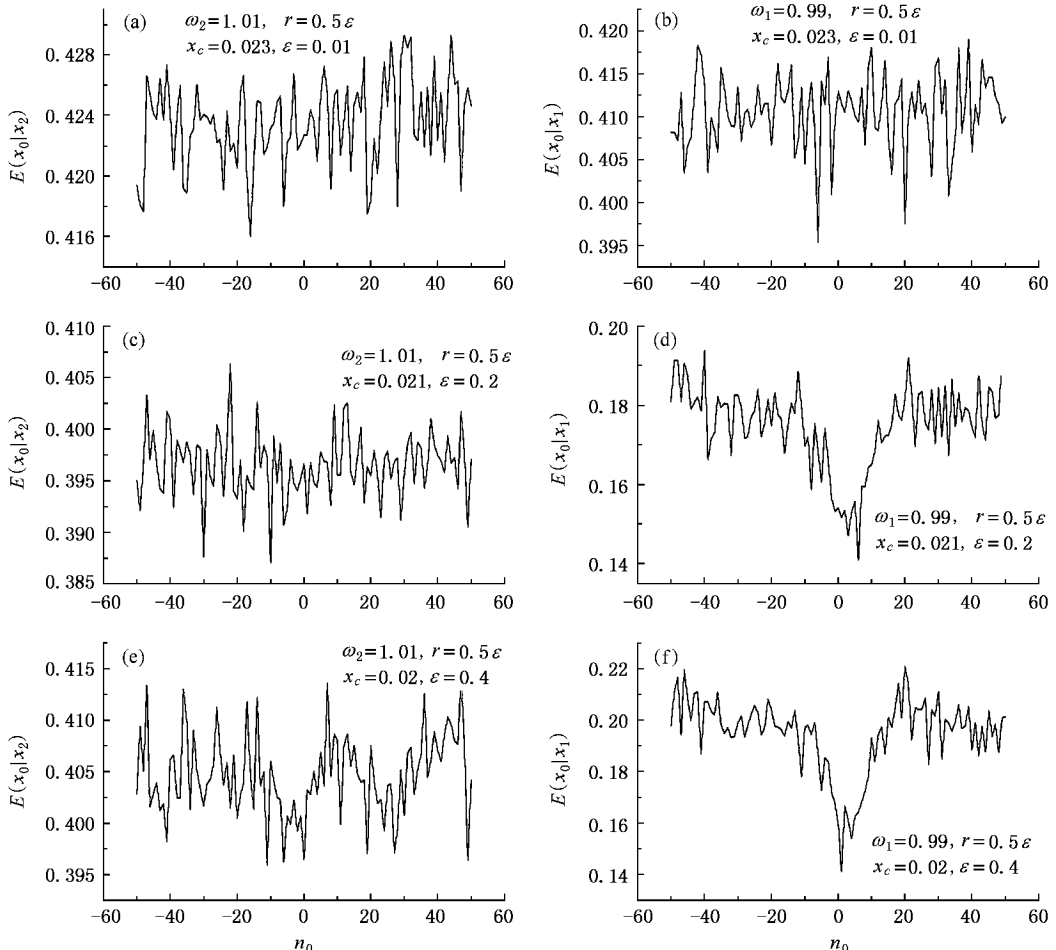 (a)
ω₂=1.01, r=0.5ε
x_c=0.023, ε=0.01
E(x₀|x₂)
0.428
0.424
0.420
0.416
−60 −40 −20 0 20 40 60
(b)
ω₁=0.99, r=0.5ε
x_c=0.023, ε=0.01
E(x₀|x₁)
0.420
0.415
0.410
0.405
0.400
0.395
−60 −40 −20 0 20 40 60
(c)
ω₂=1.01, r=0.5ε
x_c=0.021, ε=0.2
E(x₀|x₂)
0.410
0.405
0.400
0.395
0.390
0.385
−60 −40 −20 0 20 40 60
(d)
ω₁=0.99, r=0.5ε
x_c=0.021, ε=0.2
E(x₀|x₁)
0.20
0.18
0.16
0.14
−60 −40 −20 0 20 40 60
(e)
ω₂=1.01, r=0.5ε
x_c=0.02, ε=0.4
E(x₀|x₂)
0.415
0.410
0.405
0.400
0.395
−60 −40 −20 0 20 40 60
n₀
(f)
ω₁=0.99, r=0.5ε
x_c=0.02, ε=0.4
E(x₀|x₁)
0.22
0.20
0.18
0.16
0.14
−60 −40 −20 0 20 40 60
n₀